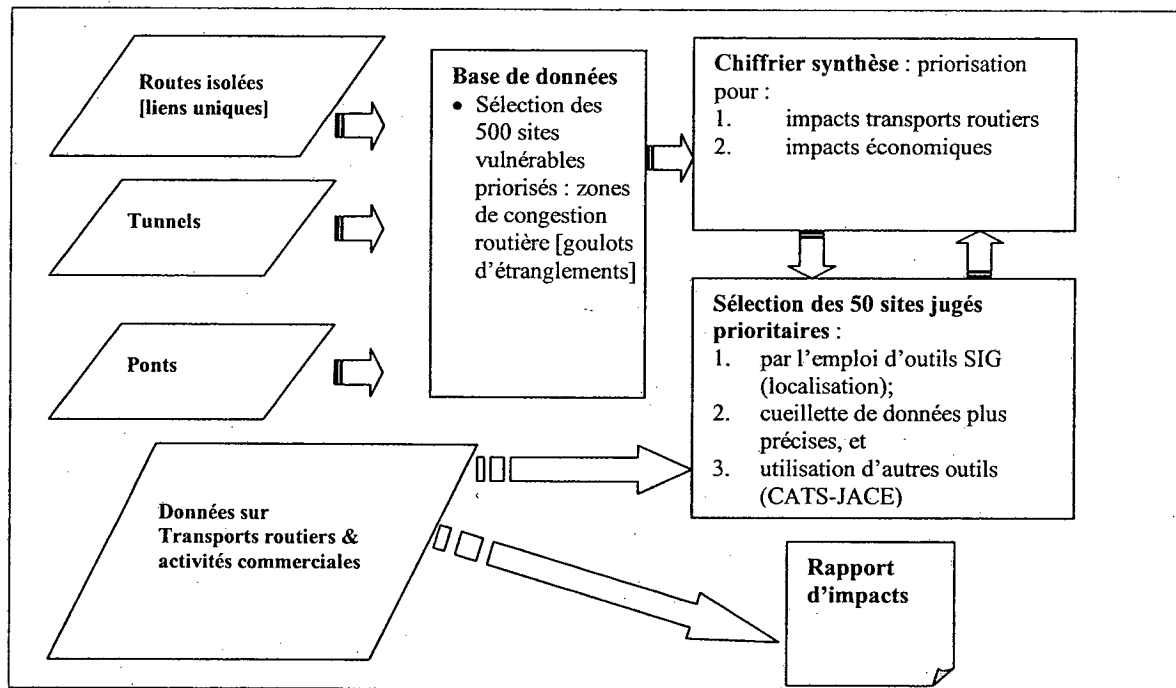 Routes isolées
[liens uniques]
Tunnels
Ponts
Données sur
Transports routiers &
activités commerciales
Base de données
• Sélection des
500 sites
vulnérables
priorisés : zones
de congestion
routière [goulots
d'étranglements]
Chiffrier synthèse : priorisation
pour :
1. impacts transports routiers
2. impacts économiques
Sélection des 50 sites jugés
prioritaires :
1. par l'emploi d'outils SIG
(localisation);
2. cueillette de données plus
précises, et
3. utilisation d'autres outils
(CATS-JACE)
Rapport
d'impacts